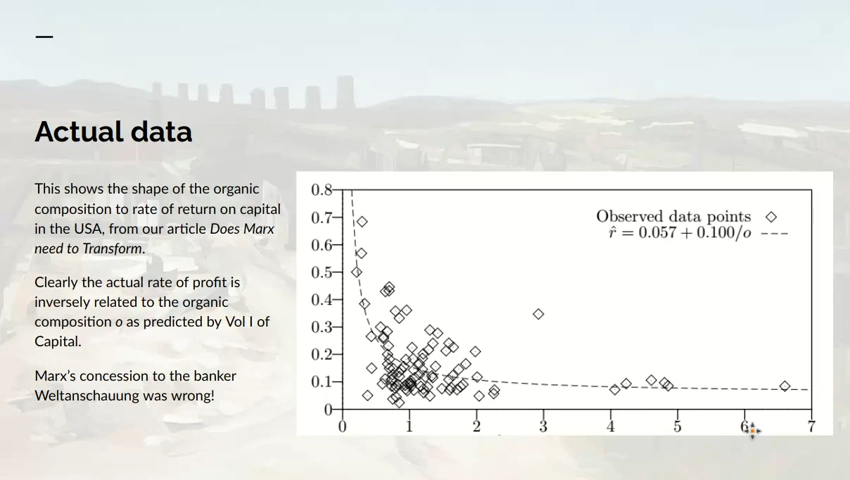 Actual data
This shows the shape of the organic
composition to rate of return on capital
in the USA, from our article Does Marx
need to Transform.
Clearly the actual rate of profit is
inversely related to the organic
composition o as predicted by Vol I of
Capital.
Marx's concession to the banker
Weltanschauung was wrong!
0.8
0.7
0.6
0.5
0.4
0.3
0.2
0.1
0
Observed data points
r̂ = 0.057 + 0.100/o
0 1 2 3 4 5 6 7